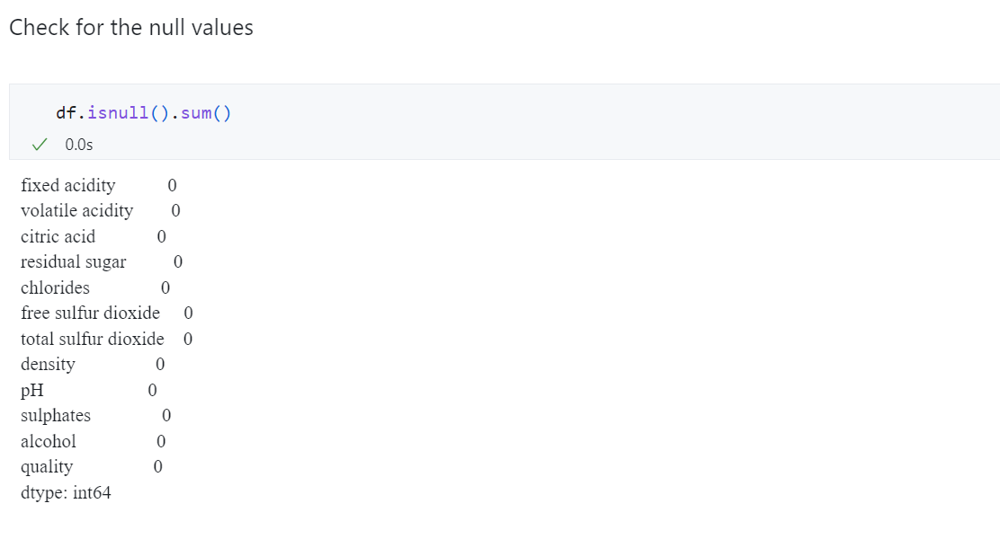 Check for the null values
df.isnull().sum()
0.0s
fixed acidity 0
volatile acidity 0
citric acid 0
residual sugar 0
chlorides 0
free sulfur dioxide 0
total sulfur dioxide 0
density 0
pH 0
sulphates 0
alcohol 0
quality 0
dtype: int64